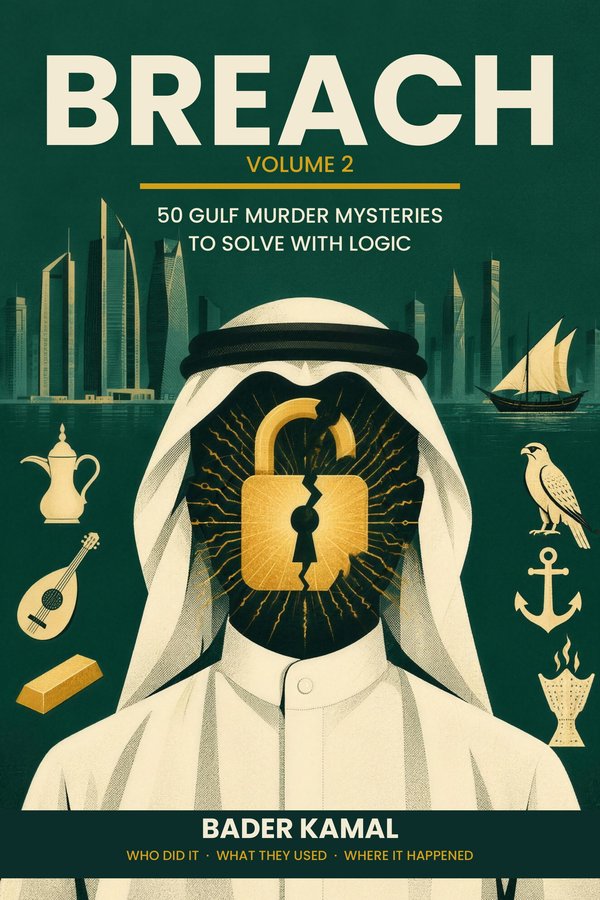 BREACH
VOLUME 2
50 GULF MURDER MYSTERIES
TO SOLVE WITH LOGIC
BADER KAMAL
WHO DID IT · WHAT THEY USED · WHERE IT HAPPENED